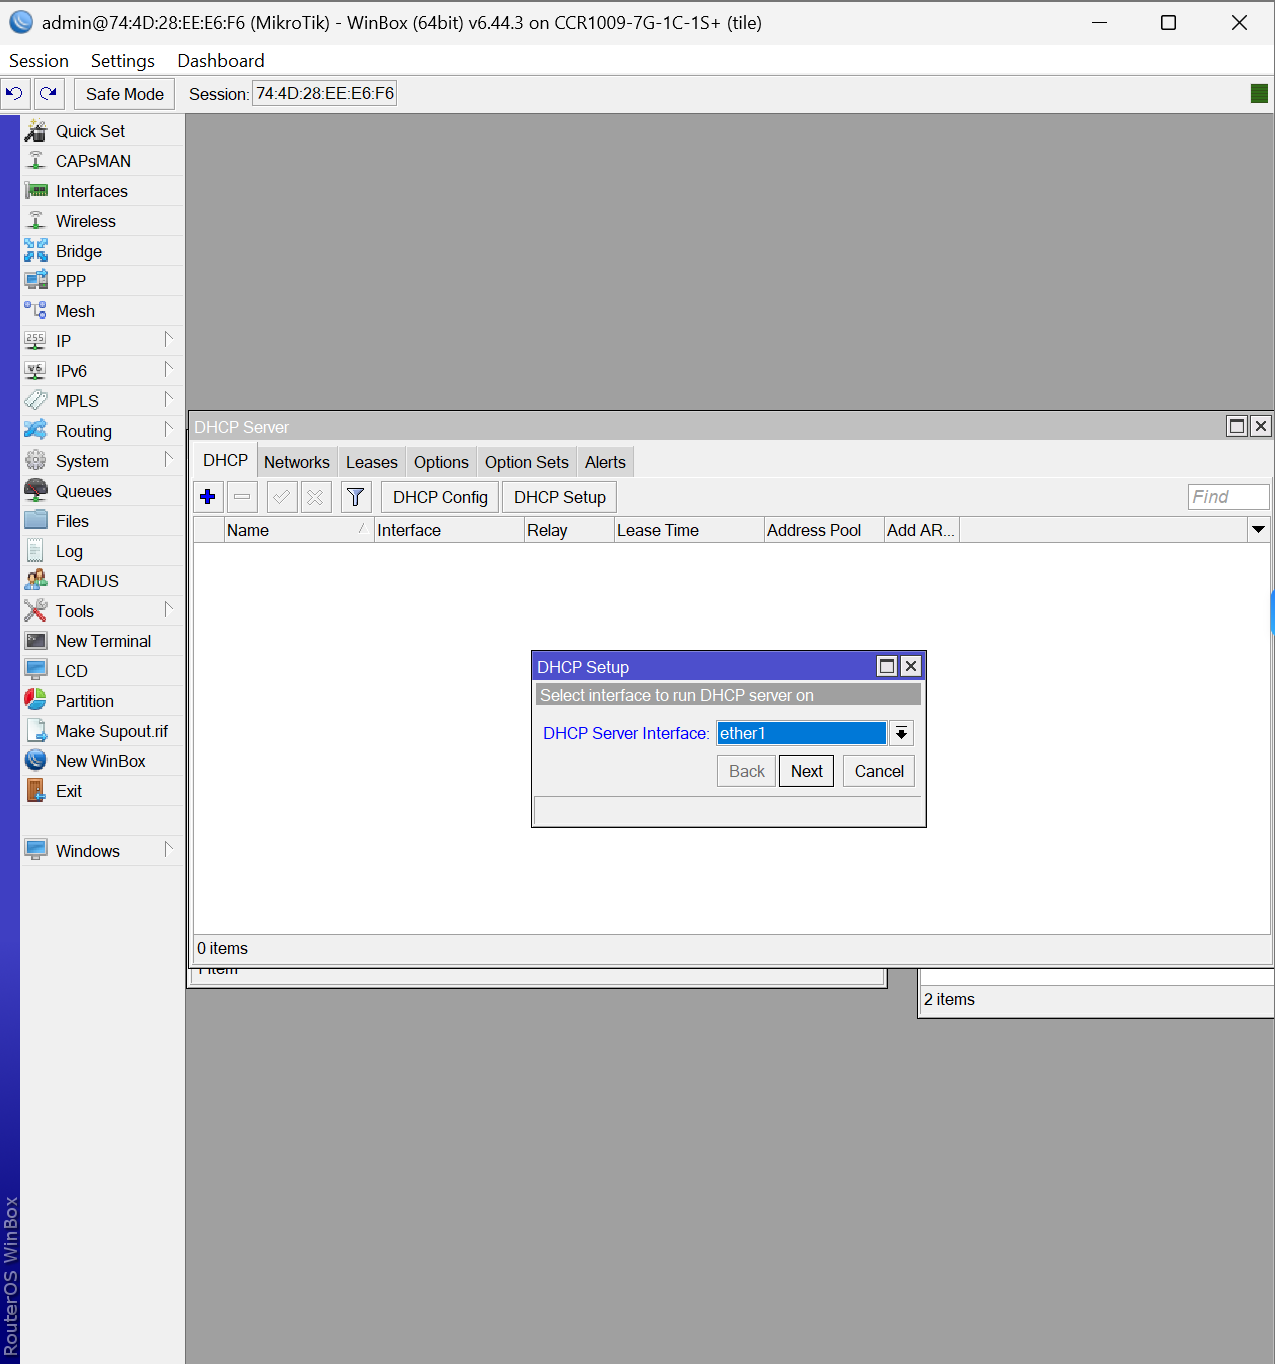 admin@74:4D:28:EE:E6:F6 (MikroTik) - WinBox (64bit) v6.44.3 on CCR1009-7G-1C-1S+ (tile)
Session Settings Dashboard
Safe Mode Session: 74:4D:28:EE:E6:F6
Quick Set
CAPsMAN
Interfaces
Wireless
Bridge
PPP
Mesh
255 IP
v6 IPv6
MPLS
Routing
System
Queues
Files
Log
RADIUS
Tools
New Terminal
LCD
Partition
Make Supout.rif
New WinBox
Exit
Windows
RouterOS WinBox
DHCP Server
DHCP Networks Leases Options Option Sets Alerts
DHCP Config DHCP Setup Find
Name Interface Relay Lease Time Address Pool Add AR...
DHCP Setup
Select interface to run DHCP server on
DHCP Server Interface: ether1
Back Next Cancel
0 items
1 item
2 items